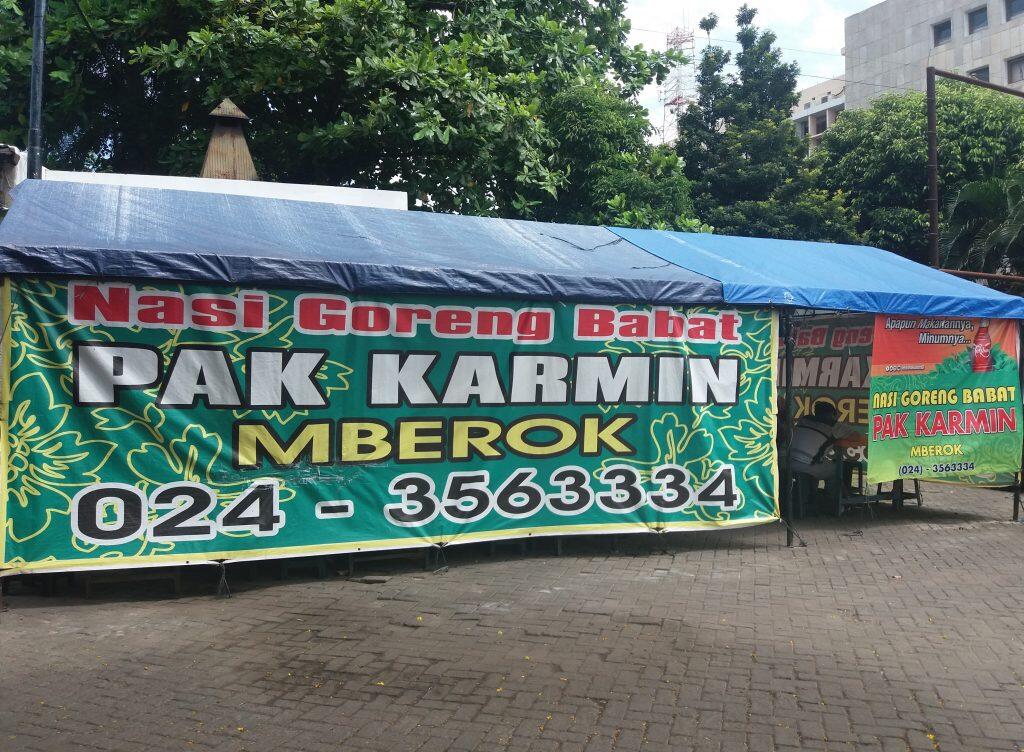 Nasi Goreng Babat
PAK KARMIN
MBEROK
024 - 3563334
Apapun Makanannya,
Minumnya...
NASI GORENG BABAT
PAK KARMIN
MBEROK
(024) - 3563334